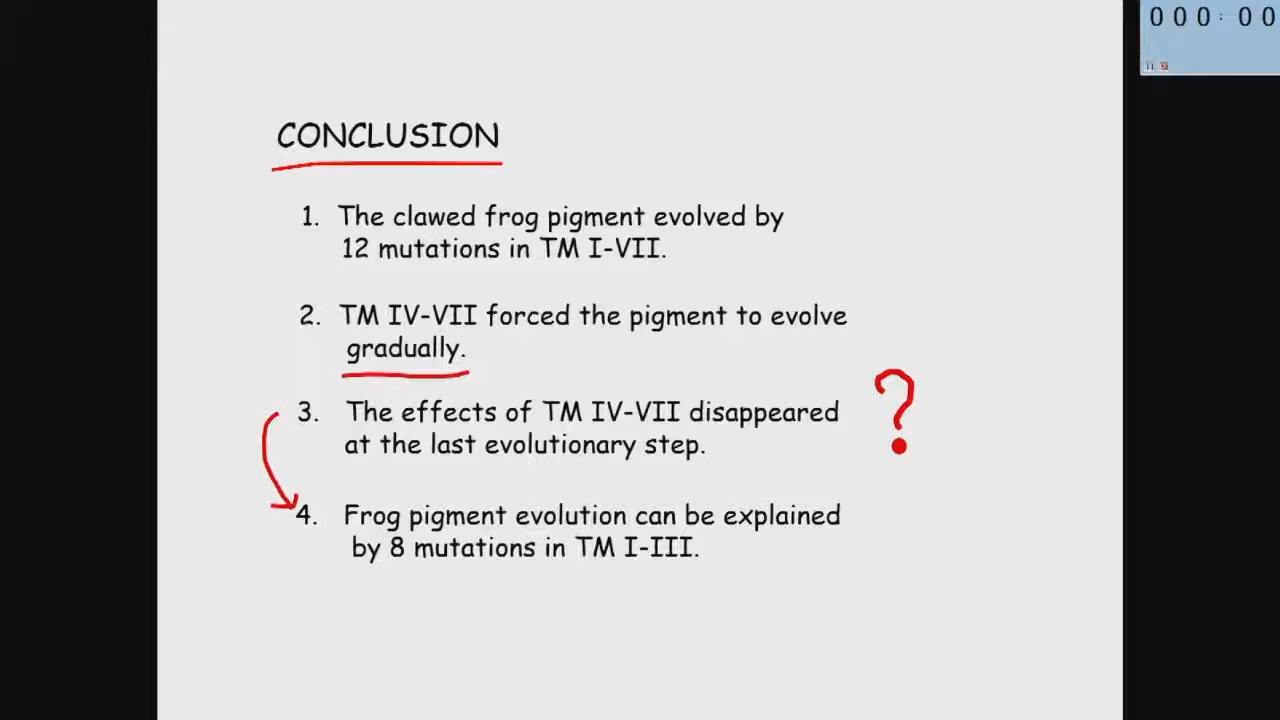 000:00
CONCLUSION
1. The clawed frog pigment evolved by
12 mutations in TM I-VII.
2. TM IV-VII forced the pigment to evolve
gradually.
3. The effects of TM IV-VII disappeared
at the last evolutionary step.
?
4. Frog pigment evolution can be explained
by 8 mutations in TM I-III.